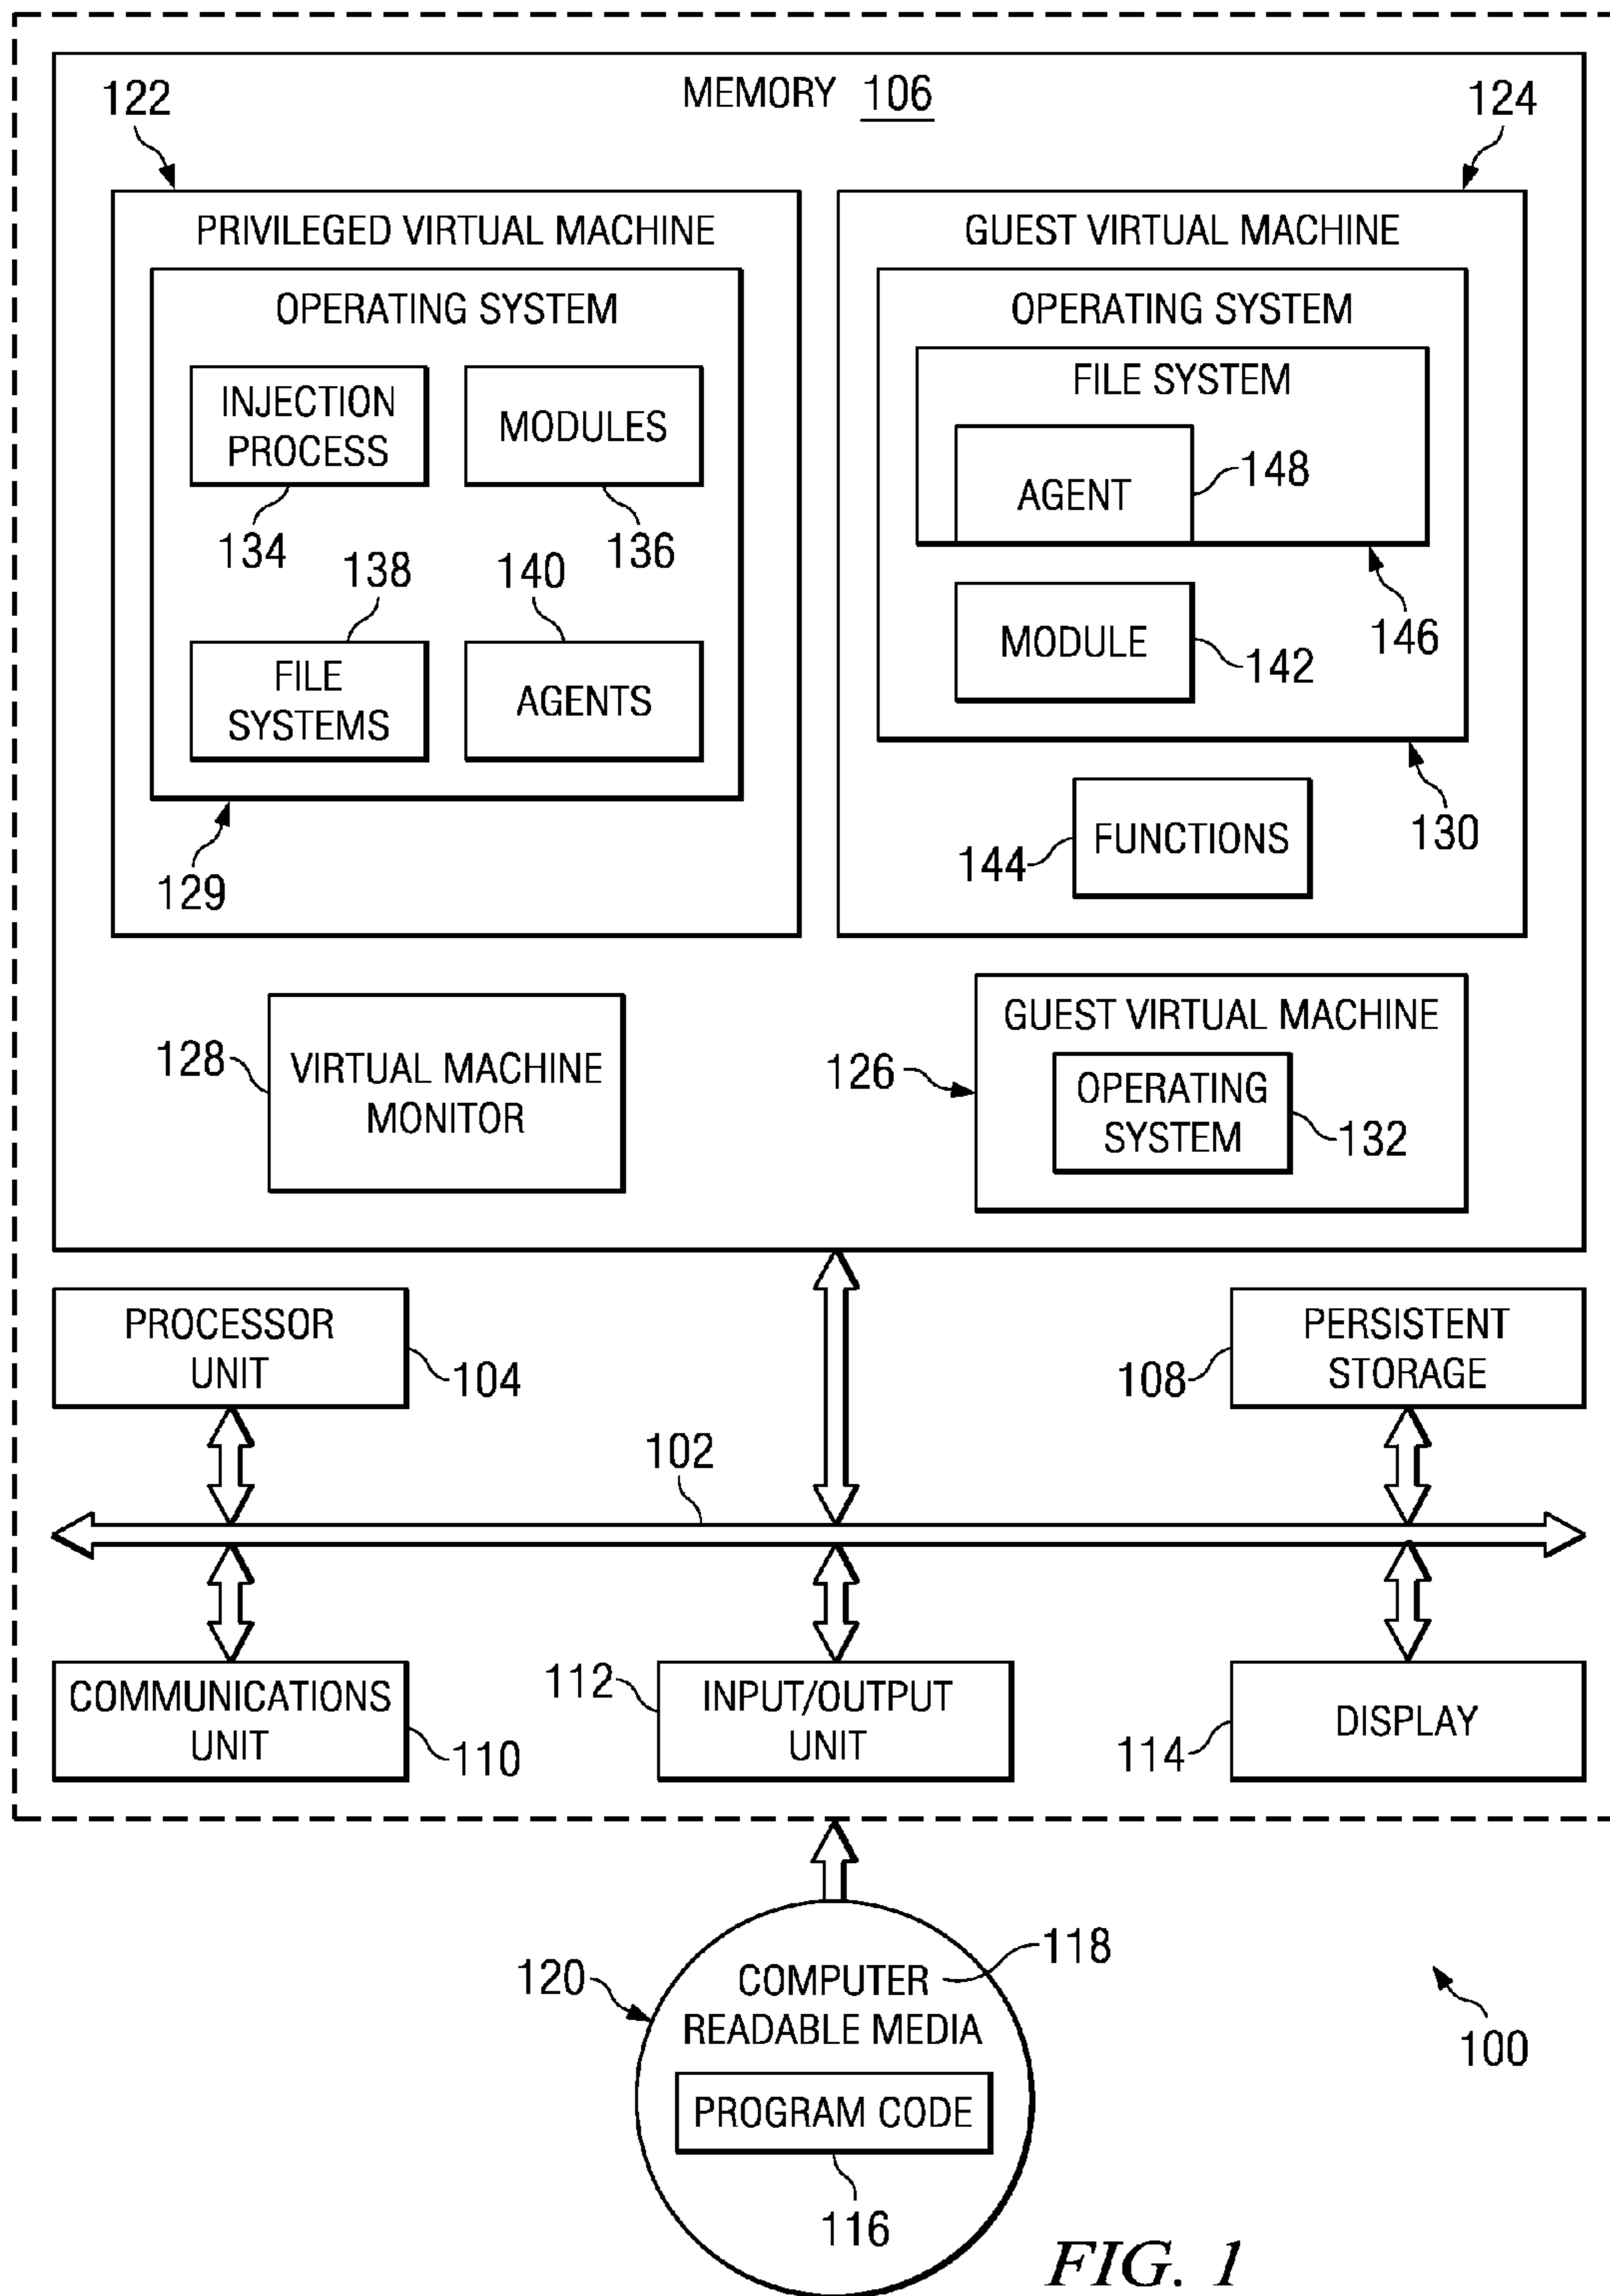 MEMORY 106
122
124
PRIVILEGED VIRTUAL MACHINE
OPERATING SYSTEM
INJECTION
PROCESS
134
MODULES
136
138
FILE
SYSTEMS
140
AGENTS
129
GUEST VIRTUAL MACHINE
OPERATING SYSTEM
FILE SYSTEM
AGENT
148
146
MODULE
142
130
144
FUNCTIONS
128
VIRTUAL MACHINE
MONITOR
126
GUEST VIRTUAL MACHINE
OPERATING
SYSTEM
132
PROCESSOR
UNIT
104
PERSISTENT
STORAGE
108
102
COMMUNICATIONS
UNIT
110
112
INPUT/OUTPUT
UNIT
114
DISPLAY
120
COMPUTER
READABLE MEDIA
118
PROGRAM CODE
116
100
FIG. 1